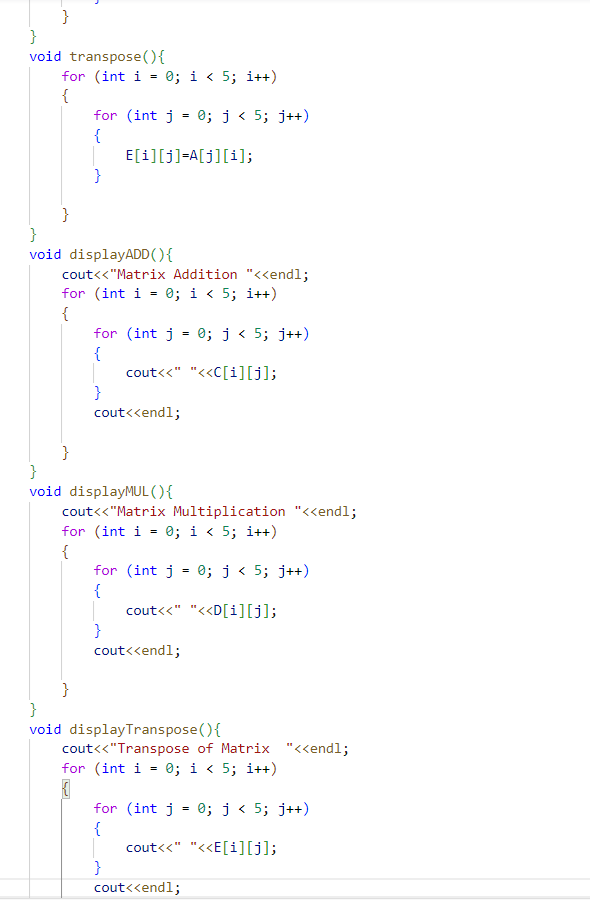 }
}
void transpose(){
    for (int i = 0; i < 5; i++)
    {
        for (int j = 0; j < 5; j++)
        {
            E[i][j]=A[j][i];
        }
    }
}
void displayADD(){
    cout<<"Matrix Addition "<<endl;
    for (int i = 0; i < 5; i++)
    {
        for (int j = 0; j < 5; j++)
        {
            cout<<" "<<C[i][j];
        }
        cout<<endl;
    }
}
void displayMUL(){
    cout<<"Matrix Multiplication "<<endl;
    for (int i = 0; i < 5; i++)
    {
        for (int j = 0; j < 5; j++)
        {
            cout<<" "<<D[i][j];
        }
        cout<<endl;
    }
}
void displayTranspose(){
    cout<<"Transpose of Matrix  "<<endl;
    for (int i = 0; i < 5; i++)
    {
        for (int j = 0; j < 5; j++)
        {
            cout<<" "<<E[i][j];
        }
        cout<<endl;